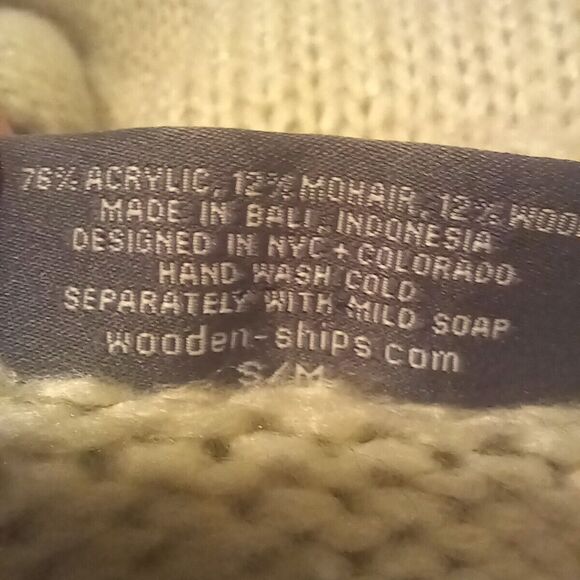 76% ACRYLIC, 12% MOHAIR, 12% WOOL
MADE IN BALI, INDONESIA
DESIGNED IN NYC + COLORADO
HAND WASH COLD
SEPARATELY WITH MILD SOAP
wooden-ships.com
S/M